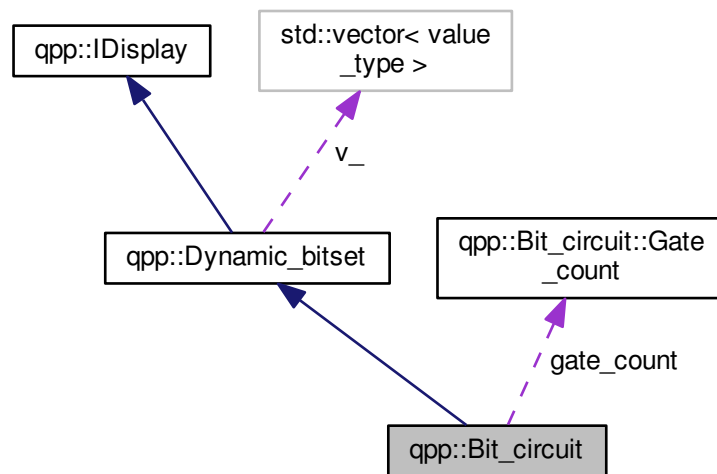 qpp::IDisplay
std::vector< value
_type >
v_
qpp::Dynamic_bitset
qpp::Bit_circuit::Gate
_count
gate_count
qpp::Bit_circuit